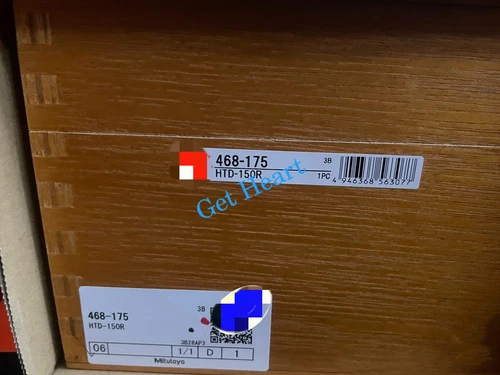 468-175 3B
HTD-150R 1PC
4 946368 563077
Get Heart
468-175 3B
HTD-150R
3B28AP3
06 1/1 D 1
Mitutoyo